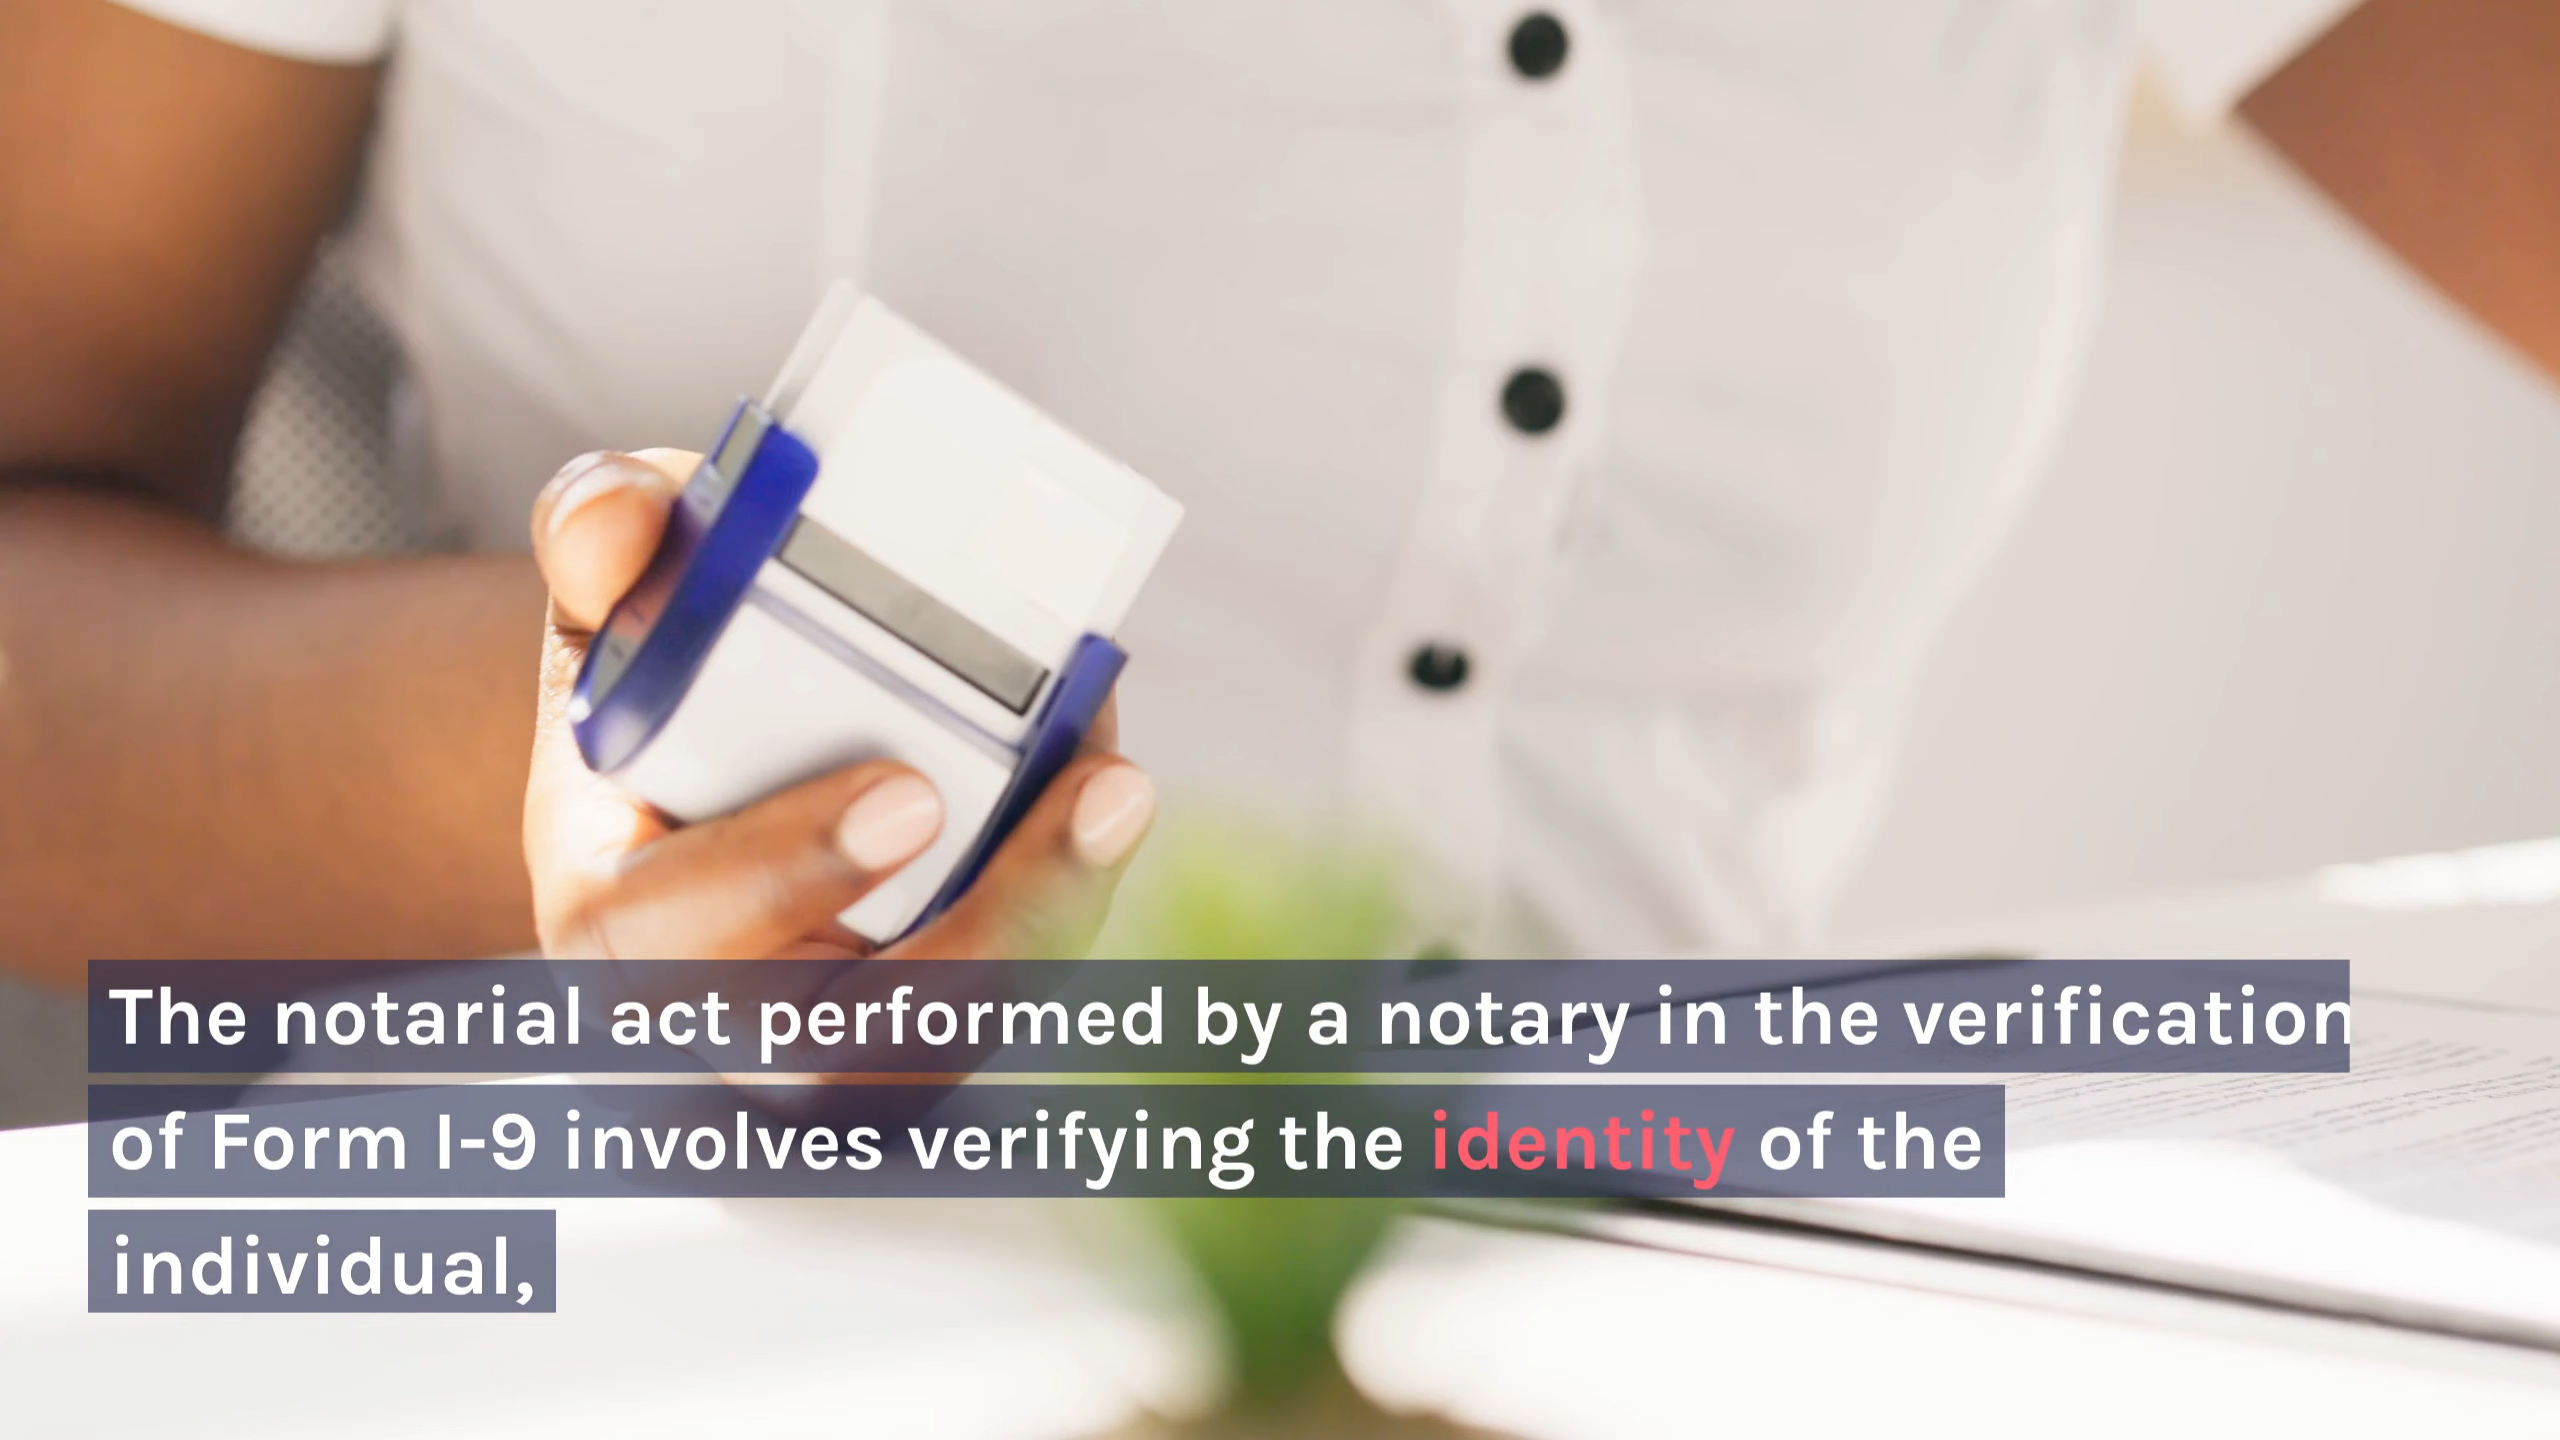 The notarial act performed by a notary in the verification
of Form I-9 involves verifying the identity of the
individual,